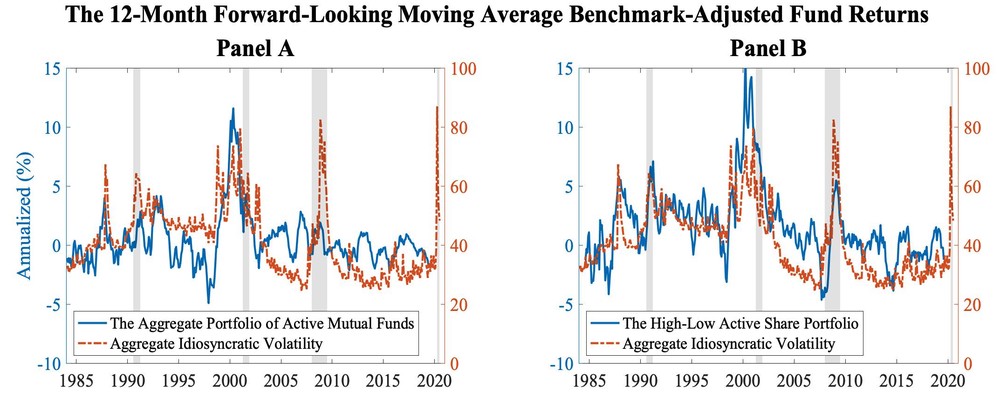 The 12-Month Forward-Looking Moving Average Benchmark-Adjusted Fund Returns
Panel A
Annualized (%)
15
10
5
0
-5
-10
100
80
60
40
20
0
The Aggregate Portfolio of Active Mutual Funds
Aggregate Idiosyncratic Volatility
1985 1990 1995 2000 2005 2010 2015 2020
Panel B
15
10
5
0
-5
-10
100
80
60
40
20
0
The High-Low Active Share Portfolio
Aggregate Idiosyncratic Volatility
1985 1990 1995 2000 2005 2010 2015 2020